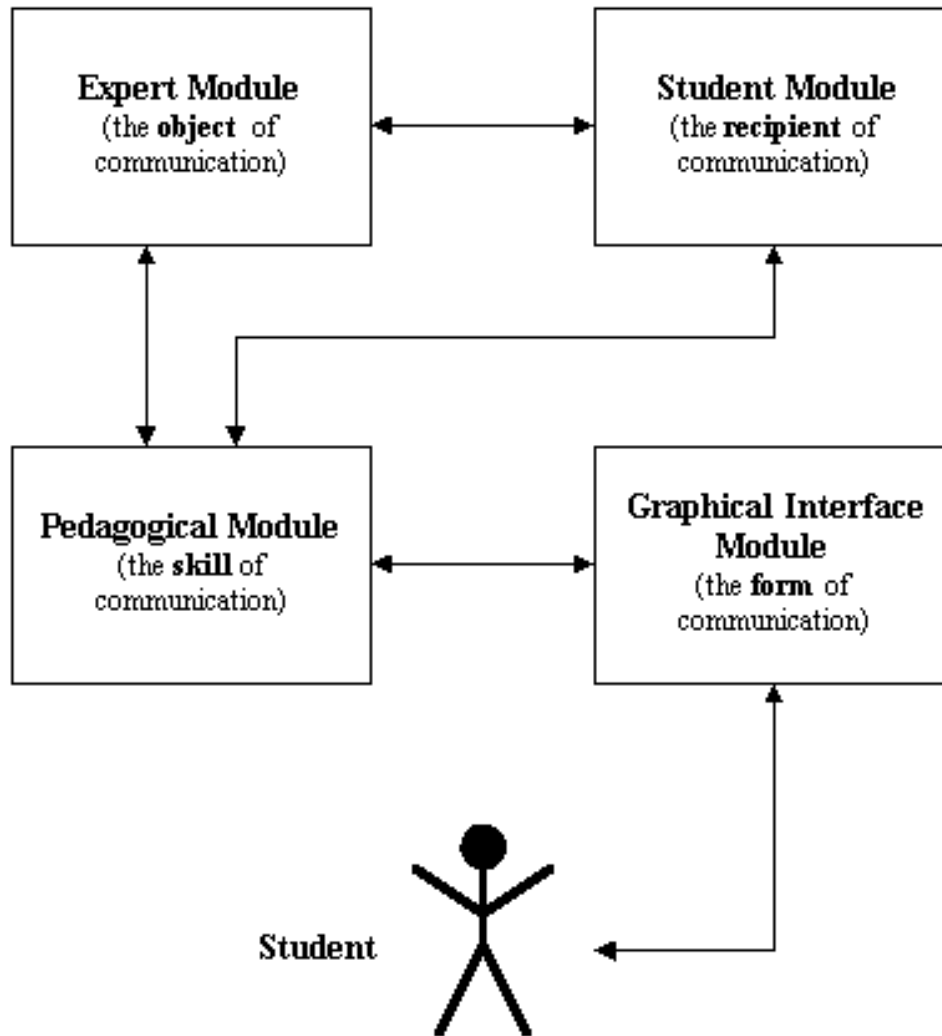 Expert Module
(the object of
communication)
Student Module
(the recipient of
communication)
Pedagogical Module
(the skill of
communication)
Graphical Interface
Module
(the form of
communication)
Student